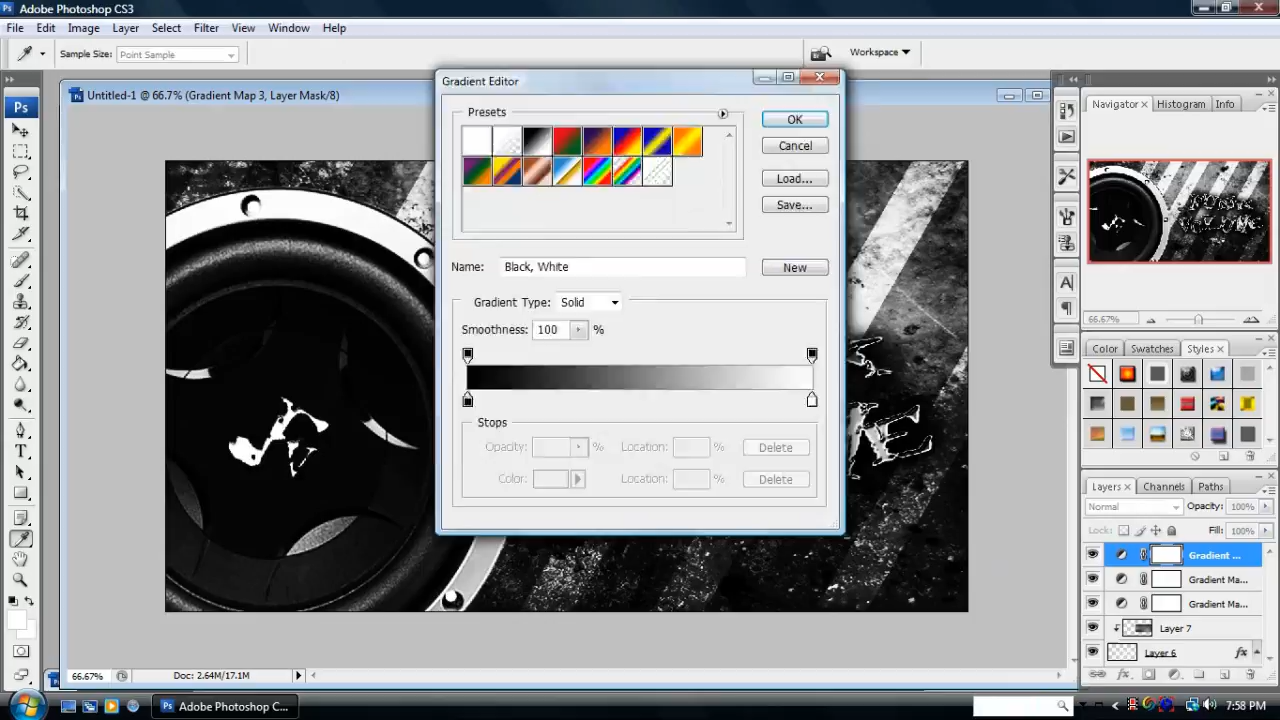 Adobe Photoshop CS3
File Edit Image Layer Select Filter View Window Help
Sample Size: Point Sample
Workspace
Untitled-1 @ 66.7% (Gradient Map 3, Layer Mask/8)
Gradient Editor
Presets
OK
Cancel
Load...
Save...
Name: Black, White
New
Gradient Type: Solid
Smoothness: 100 %
Stops
Opacity: % Location: % Delete
Color: Location: % Delete
Navigator Histogram Info
66.67%
Color Swatches Styles
Layers Channels Paths
Normal Opacity: 100%
Lock: Fill: 100%
Gradient ...
Gradient Ma...
Gradient Ma...
Layer 7
Layer 6 fx
66.67% Doc: 2.64M/17.1M
Adobe Photoshop C...
7:58 PM